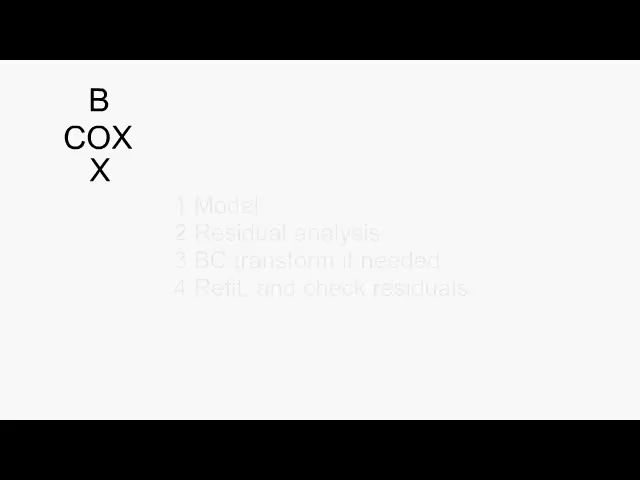 B
COX
X
1 Model
2 Residual analysis
3 BC transform if needed
4 Refit, and check residuals